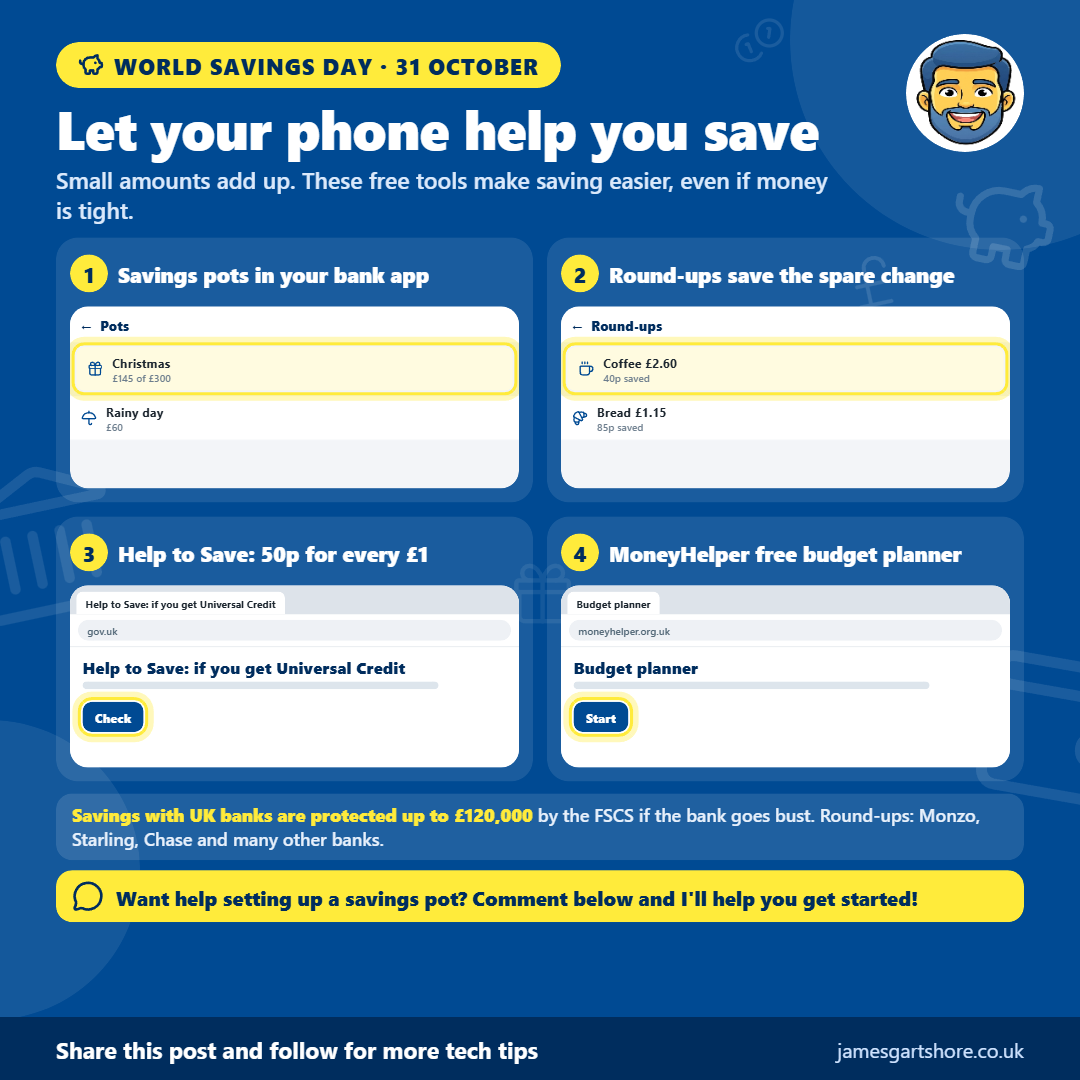 WORLD SAVINGS DAY · 31 OCTOBER
Let your phone help you save
Small amounts add up. These free tools make saving easier, even if money
is tight.
1 Savings pots in your bank app
← Pots
Christmas
£145 of £300
Rainy day
£60
2 Round-ups save the spare change
← Round-ups
Coffee £2.60
40p saved
Bread £1.15
85p saved
3 Help to Save: 50p for every £1
Help to Save: if you get Universal Credit
gov.uk
Help to Save: if you get Universal Credit
Check
4 MoneyHelper free budget planner
Budget planner
moneyhelper.org.uk
Budget planner
Start
Savings with UK banks are protected up to £120,000 by the FSCS if the bank goes bust. Round-ups: Monzo,
Starling, Chase and many other banks.
Want help setting up a savings pot? Comment below and I'll help you get started!
Share this post and follow for more tech tips
jamesgartshore.co.uk